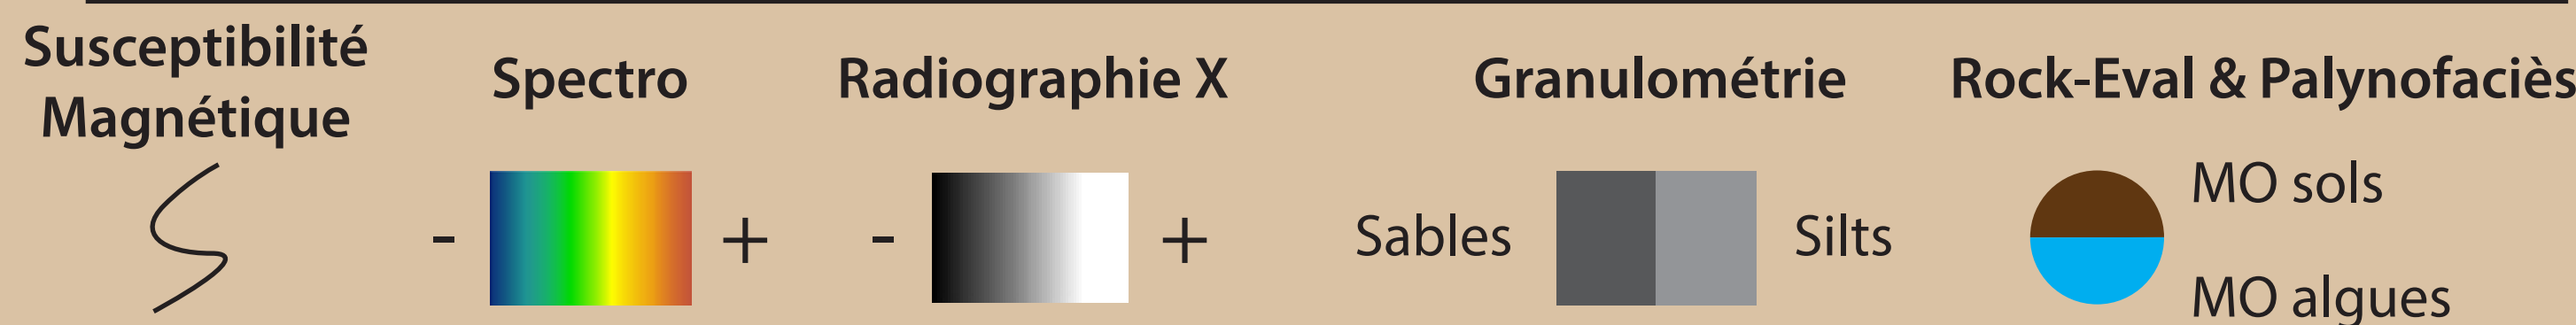 Susceptibilité
Magnétique
Spectro
Radiographie X
Granulométrie
Rock-Eval & Palynofaciès
- +
- +
Sables Silts
MO sols
MO algues